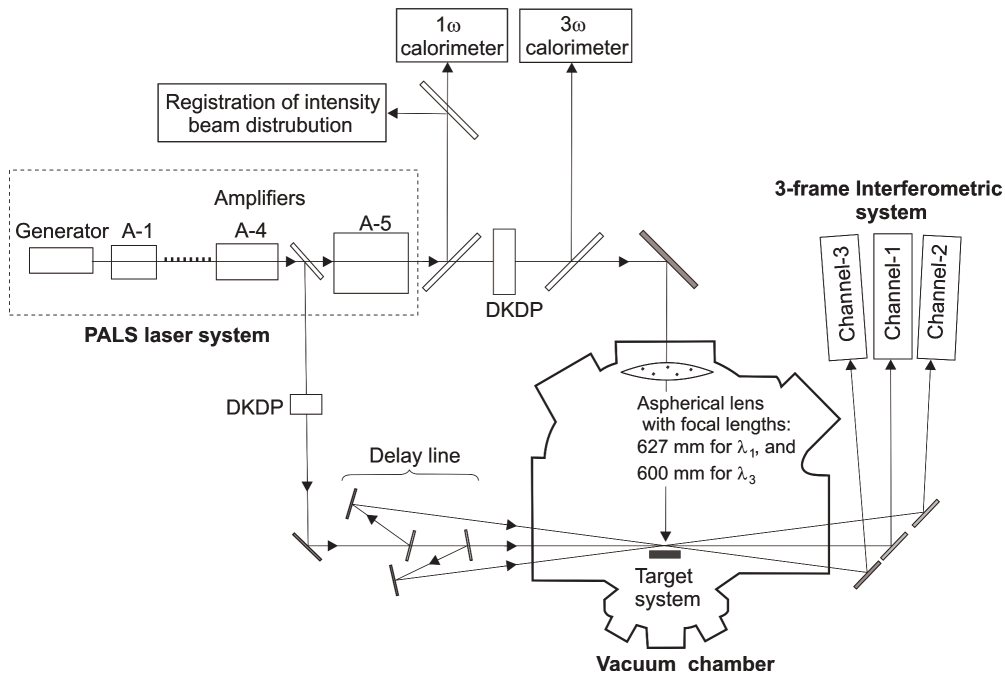 1ω
calorimeter
3ω
calorimeter
Registration of intensity
beam distrubution
3-frame Interferometric
system
Amplifiers
Generator
A-1
A-4
A-5
Channel-3
Channel-1
Channel-2
DKDP
PALS laser system
DKDP
Aspherical lens
with focal lengths:
627 mm for λ₁, and
600 mm for λ₃
Delay line
Target
system
Vacuum chamber